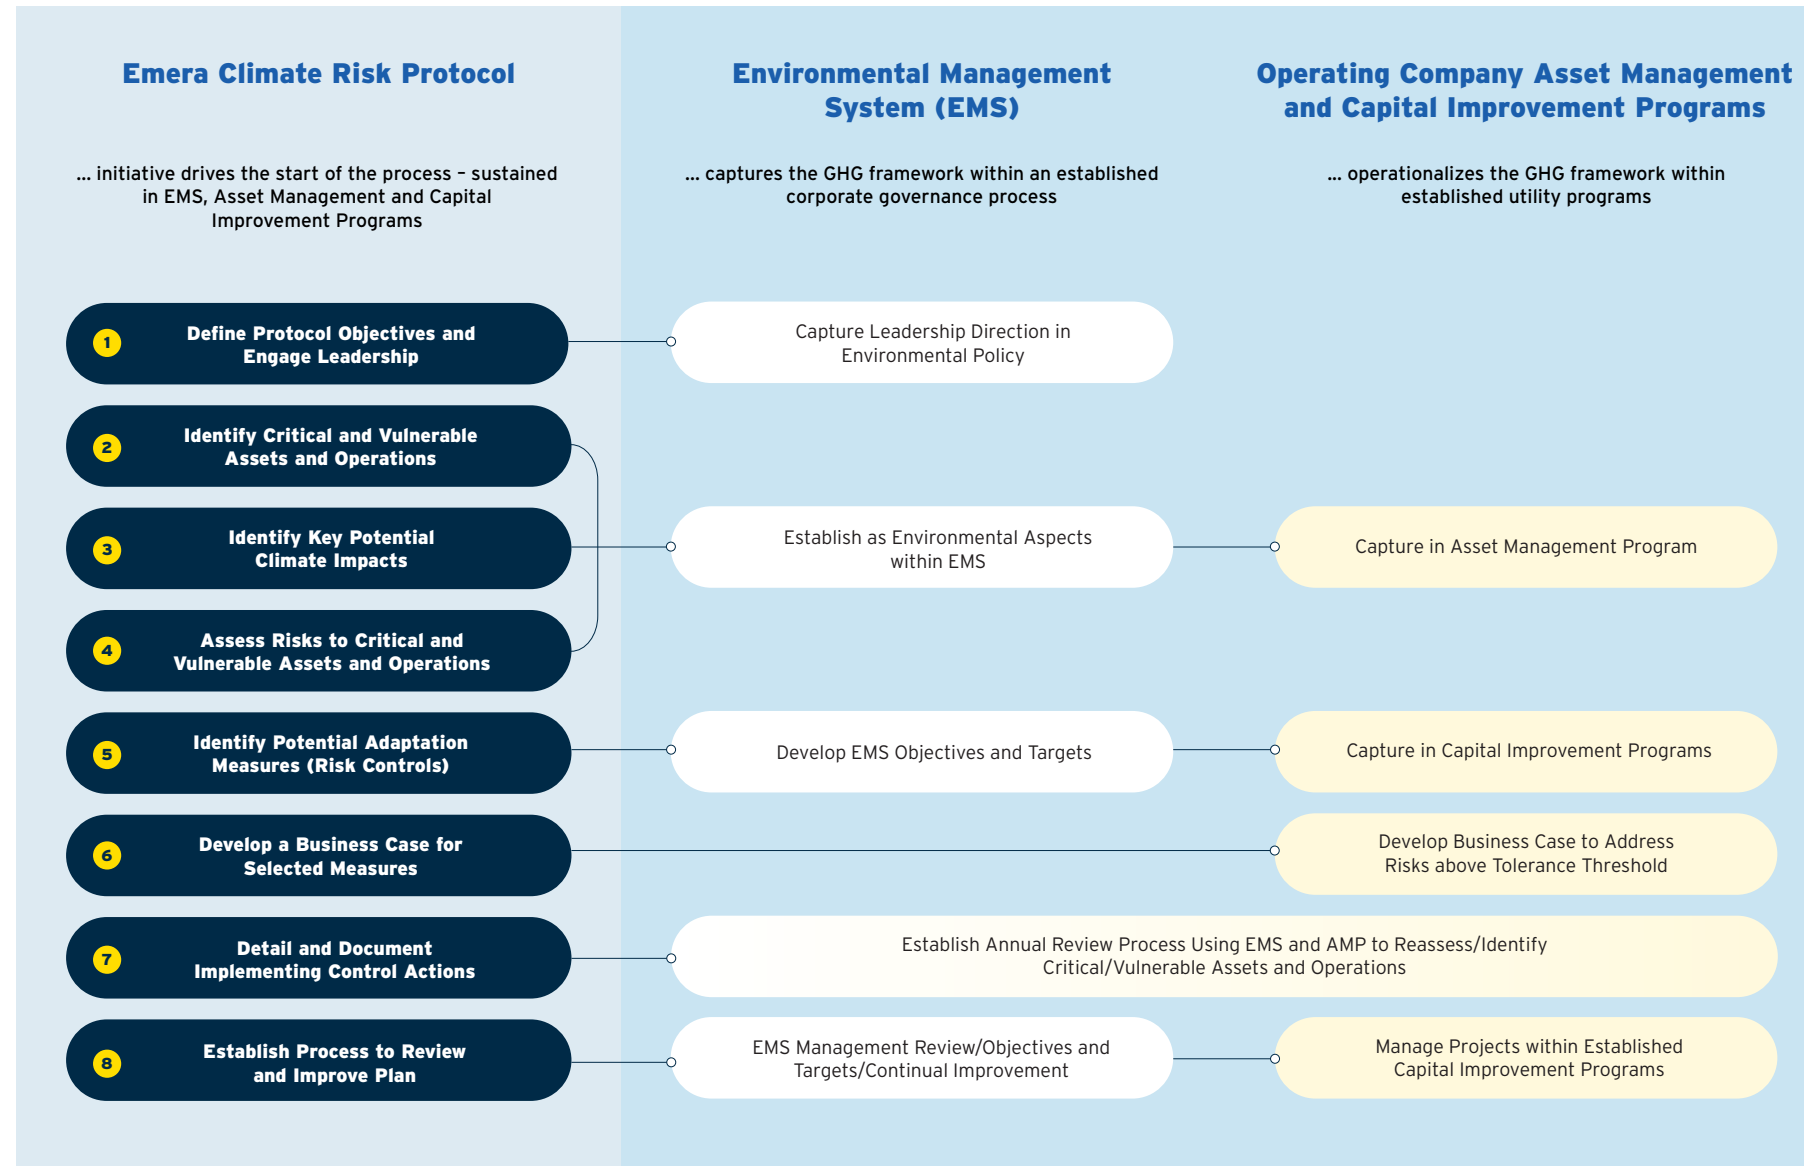 Emera Climate Risk Protocol
... initiative drives the start of the process – sustained
in EMS, Asset Management and Capital
Improvement Programs
Environmental Management
System (EMS)
... captures the GHG framework within an established
corporate governance process
Operating Company Asset Management
and Capital Improvement Programs
... operationalizes the GHG framework within
established utility programs
1
Define Protocol Objectives and
Engage Leadership
Capture Leadership Direction in
Environmental Policy
2
Identify Critical and Vulnerable
Assets and Operations
3
Identify Key Potential
Climate Impacts
Establish as Environmental Aspects
within EMS
Capture in Asset Management Program
4
Assess Risks to Critical and
Vulnerable Assets and Operations
5
Identify Potential Adaptation
Measures (Risk Controls)
Develop EMS Objectives and Targets
Capture in Capital Improvement Programs
6
Develop a Business Case for
Selected Measures
Develop Business Case to Address
Risks above Tolerance Threshold
7
Detail and Document
Implementing Control Actions
Establish Annual Review Process Using EMS and AMP to Reassess/Identify
Critical/Vulnerable Assets and Operations
8
Establish Process to Review
and Improve Plan
EMS Management Review/Objectives and
Targets/Continual Improvement
Manage Projects within Established
Capital Improvement Programs